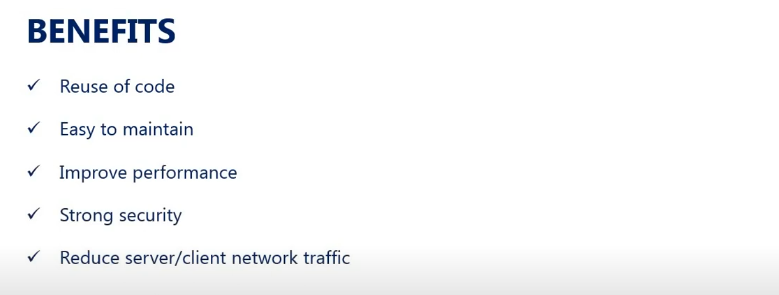 BENEFITS
✓ Reuse of code
✓ Easy to maintain
✓ Improve performance
✓ Strong security
✓ Reduce server/client network traffic